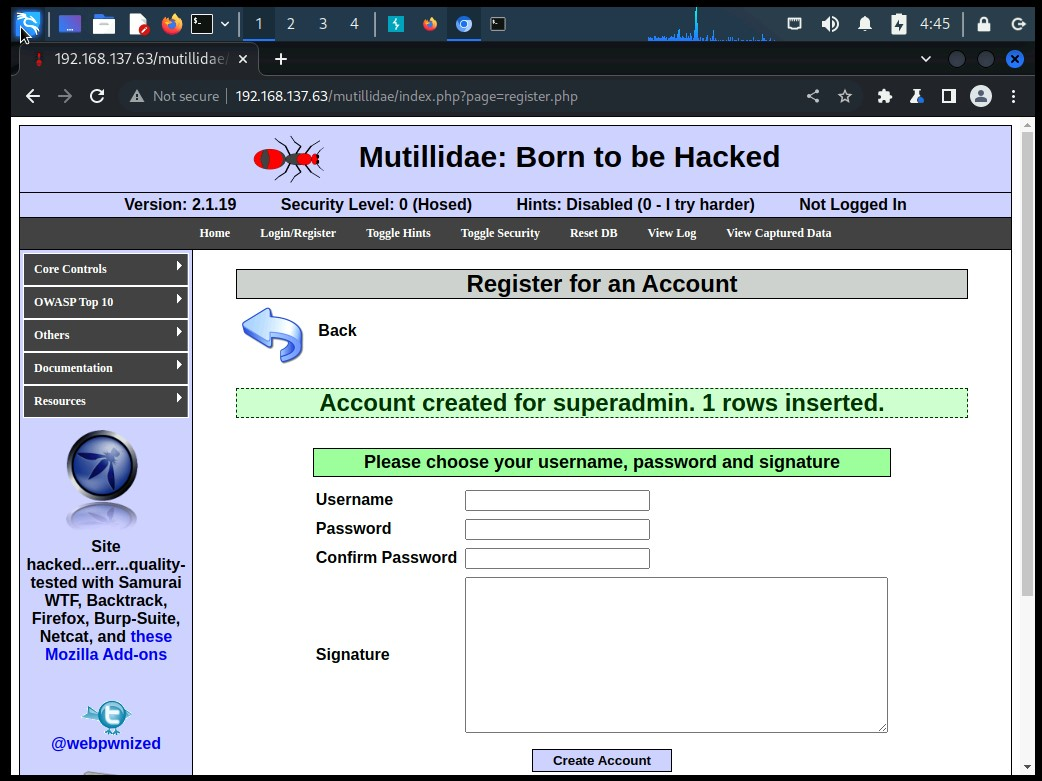 1 2 3 4 4:45
192.168.137.63/mutillidae/
Not secure 192.168.137.63/mutillidae/index.php?page=register.php
Mutillidae: Born to be Hacked
Version: 2.1.19 Security Level: 0 (Hosed) Hints: Disabled (0 - I try harder) Not Logged In
Home Login/Register Toggle Hints Toggle Security Reset DB View Log View Captured Data
Core Controls
OWASP Top 10
Others
Documentation
Resources
Site
hacked...err...quality-
tested with Samurai
WTF, Backtrack,
Firefox, Burp-Suite,
Netcat, and these
Mozilla Add-ons
@webpwnized
Register for an Account
Back
Account created for superadmin. 1 rows inserted.
Please choose your username, password and signature
Username
Password
Confirm Password
Signature
Create Account